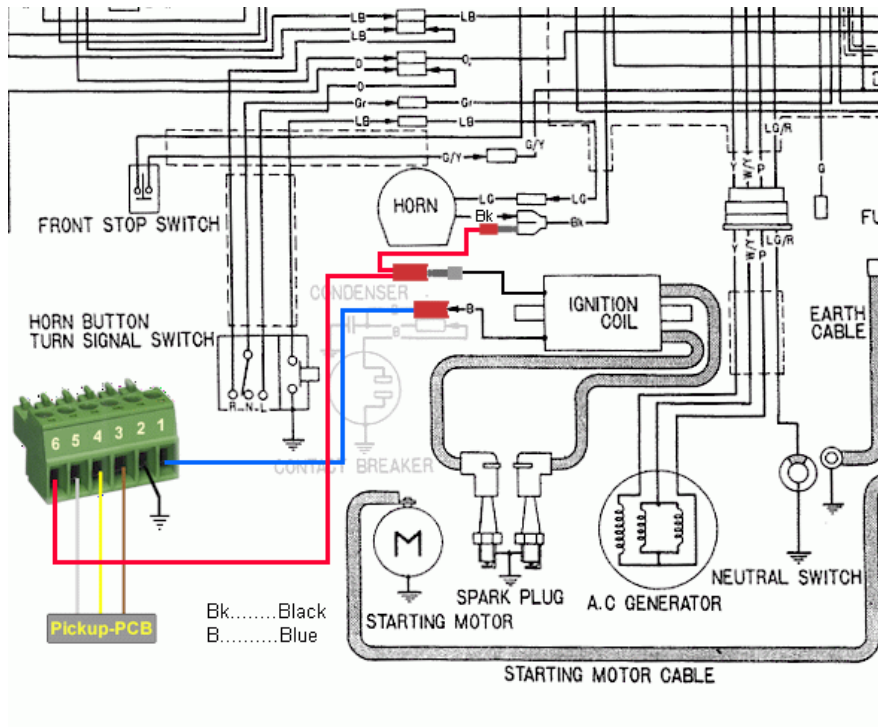 LB LB
LB
O O
O
Gr Gr
LB LB
G/Y G/Y
LG/R
Y W/Y P G
LG LG
HORN
Bk Bk
FRONT STOP SWITCH
FU
Y W/Y P LG/R
CONDENSER
IGNITION
COIL
EARTH
CABLE
HORN BUTTON
TURN SIGNAL SWITCH
B B
B
R N L
6 5 4 3 2 1
CONTACT BREAKER
M
NEUTRAL SWITCH
SPARK PLUG
A.C GENERATOR
STARTING MOTOR
Bk.......Black
B.........Blue
Pickup-PCB
STARTING MOTOR CABLE